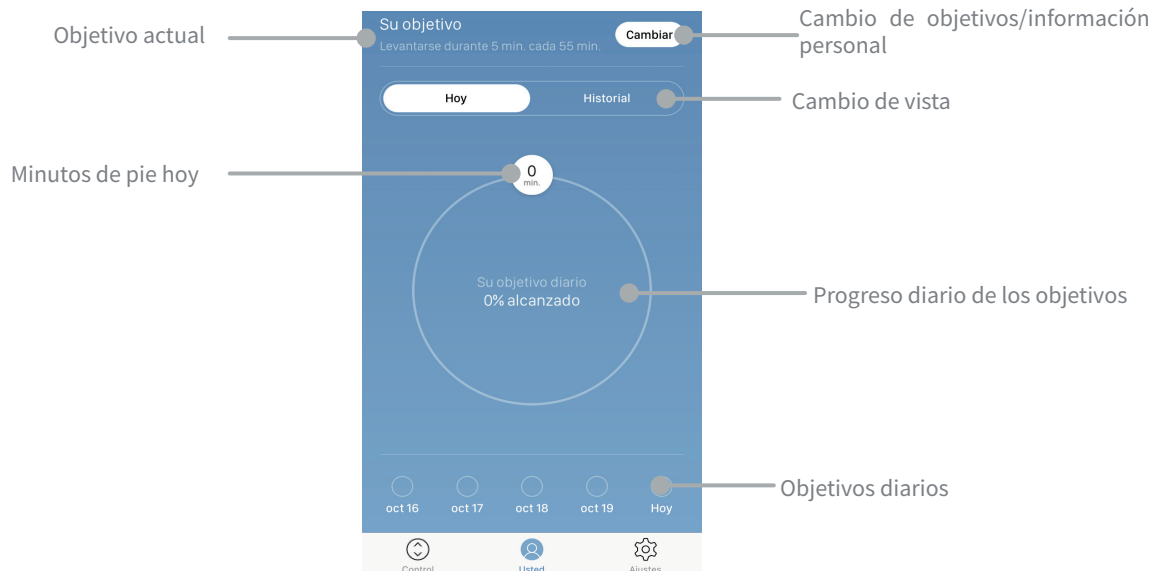 Su objetivo
Levantarse durante 5 min. cada 55 min.
Cambiar
Objetivo actual
Cambio de objetivos/información
personal
Hoy
Historial
Cambio de vista
Minutos de pie hoy
0
min.
Su objetivo diario
0% alcanzado
Progreso diario de los objetivos
Objetivos diarios
oct 16
oct 17
oct 18
oct 19
Hoy
Control
Usted
Ajustes